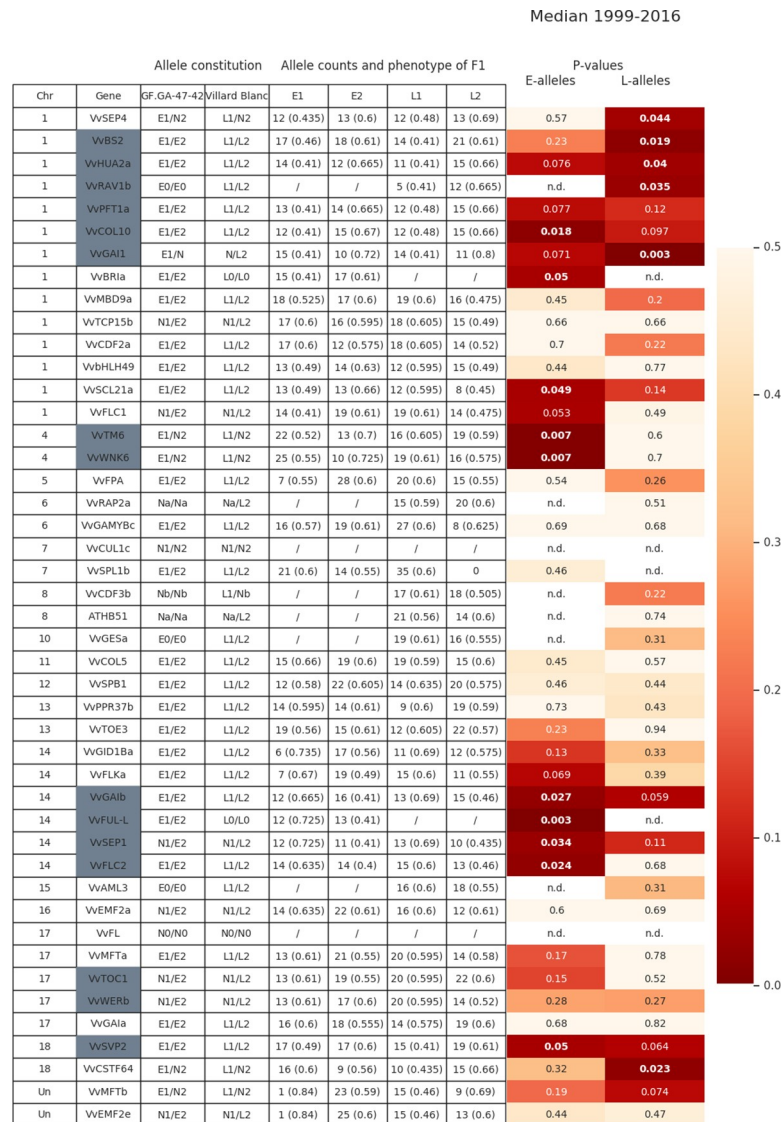 Median 1999-2016
Allele constitution Allele counts and phenotype of F1 P-values
E-alleles L-alleles
Chr Gene GF.GA-47-42 Villard Blanc E1 E2 L1 L2
1 VvSEP4 E1/N2 L1/N2 12 (0.435) 13 (0.6) 12 (0.48) 13 (0.69) 0.57 0.044
1 VvBS2 E1/E2 L1/L2 17 (0.46) 18 (0.61) 14 (0.41) 21 (0.61) 0.23 0.019
1 VvHUA2a E1/E2 L1/L2 14 (0.41) 12 (0.665) 11 (0.41) 15 (0.66) 0.076 0.04
1 VvRAV1b E0/E0 L1/L2 / / 5 (0.41) 12 (0.665) n.d. 0.035
1 VvPFT1a E1/E2 L1/L2 13 (0.41) 14 (0.665) 12 (0.48) 15 (0.66) 0.077 0.12
1 VvCOL10 E1/E2 L1/L2 12 (0.41) 15 (0.67) 12 (0.48) 15 (0.66) 0.018 0.097
1 VvGAI1 E1/N N/L2 15 (0.41) 10 (0.72) 14 (0.41) 11 (0.8) 0.071 0.003
1 VvBRIa E1/E2 L0/L0 15 (0.41) 17 (0.61) / / 0.05 n.d.
1 VvMBD9a E1/E2 L1/L2 18 (0.525) 17 (0.6) 19 (0.6) 16 (0.475) 0.45 0.2
1 VvTCP15b N1/E2 N1/L2 17 (0.6) 16 (0.595) 18 (0.605) 15 (0.49) 0.66 0.66
1 VvCDF2a E1/E2 L1/L2 17 (0.6) 12 (0.575) 18 (0.605) 14 (0.52) 0.7 0.22
1 VvbHLH49 E1/E2 L1/L2 13 (0.49) 14 (0.63) 12 (0.595) 15 (0.49) 0.44 0.77
1 VvSCL21a E1/E2 L1/L2 13 (0.49) 13 (0.66) 12 (0.595) 8 (0.45) 0.049 0.14
1 VvFLC1 N1/E2 N1/L2 14 (0.41) 19 (0.61) 19 (0.61) 14 (0.475) 0.053 0.49
4 VvTM6 E1/N2 L1/N2 22 (0.52) 13 (0.7) 16 (0.605) 19 (0.59) 0.007 0.6
4 VvWNK6 E1/N2 L1/N2 25 (0.55) 10 (0.725) 19 (0.61) 16 (0.575) 0.007 0.7
5 VvFPA E1/E2 L1/L2 7 (0.55) 28 (0.6) 20 (0.6) 15 (0.55) 0.54 0.26
6 VvRAP2a Na/Na Na/L2 / / 15 (0.59) 20 (0.6) n.d. 0.51
6 VvGAMYBc E1/E2 L1/L2 16 (0.57) 19 (0.61) 27 (0.6) 8 (0.625) 0.69 0.68
7 VvCUL1c N1/N2 N1/N2 / / / / n.d. n.d.
7 VvSPL1b E1/E2 L1/L2 21 (0.6) 14 (0.55) 35 (0.6) 0 0.46 n.d.
8 VvCDF3b Nb/Nb L1/Nb / / 17 (0.61) 18 (0.505) n.d. 0.22
8 ATHB51 Na/Na Na/L2 / / 21 (0.56) 14 (0.6) n.d. 0.74
10 VvGESa E0/E0 L1/L2 / / 19 (0.61) 16 (0.555) n.d. 0.31
11 VvCOL5 E1/E2 L1/L2 15 (0.66) 19 (0.6) 19 (0.59) 15 (0.6) 0.45 0.57
12 VvSPB1 E1/E2 L1/L2 12 (0.58) 22 (0.605) 14 (0.635) 20 (0.575) 0.46 0.44
13 VvPPR37b E1/E2 L1/L2 14 (0.595) 14 (0.61) 9 (0.6) 19 (0.59) 0.73 0.43
13 VvTOE3 E1/E2 L1/L2 19 (0.56) 15 (0.61) 12 (0.605) 22 (0.57) 0.23 0.94
14 VvGID1Ba E1/E2 L1/L2 6 (0.735) 17 (0.56) 11 (0.69) 12 (0.575) 0.13 0.33
14 VvFLKa E1/E2 L1/L2 7 (0.67) 19 (0.49) 15 (0.6) 11 (0.55) 0.069 0.39
14 VvGAIb E1/E2 L1/L2 12 (0.665) 16 (0.41) 13 (0.69) 15 (0.46) 0.027 0.059
14 VvFUL-L E1/E2 L0/L0 12 (0.725) 13 (0.41) / / 0.003 n.d.
14 VvSEP1 N1/E2 N1/L2 12 (0.725) 11 (0.41) 13 (0.69) 10 (0.435) 0.034 0.11
14 VvFLC2 E1/E2 L1/L2 14 (0.635) 14 (0.4) 15 (0.6) 13 (0.46) 0.024 0.68
15 VvAML3 E0/E0 L1/L2 / / 16 (0.6) 18 (0.55) n.d. 0.31
16 VvEMF2a N1/E2 N1/L2 14 (0.635) 22 (0.61) 16 (0.6) 12 (0.61) 0.6 0.69
17 VvFL N0/N0 N0/N0 / / / / n.d. n.d.
17 VvMFTa E1/E2 L1/L2 13 (0.61) 21 (0.55) 20 (0.595) 14 (0.58) 0.17 0.78
17 VvTOC1 N1/E2 N1/L2 13 (0.61) 19 (0.55) 20 (0.595) 22 (0.6) 0.15 0.52
17 VvWERb N1/E2 N1/L2 13 (0.61) 17 (0.6) 20 (0.595) 14 (0.52) 0.28 0.27
17 VvGAIa E1/E2 L1/L2 16 (0.6) 18 (0.555) 14 (0.575) 19 (0.6) 0.68 0.82
18 VvSVP2 E1/E2 L1/L2 17 (0.49) 17 (0.6) 15 (0.41) 19 (0.61) 0.05 0.064
18 VvCSTF64 E1/N2 L1/N2 16 (0.6) 9 (0.56) 10 (0.435) 15 (0.66) 0.32 0.023
Un VvMFTb E1/N2 L1/N2 1 (0.84) 23 (0.59) 15 (0.46) 9 (0.69) 0.19 0.074
Un VvEMF2e N1/E2 N1/L2 1 (0.84) 25 (0.6) 15 (0.46) 13 (0.6) 0.44 0.47
0.5
0.4
0.3
0.2
0.1
0.0